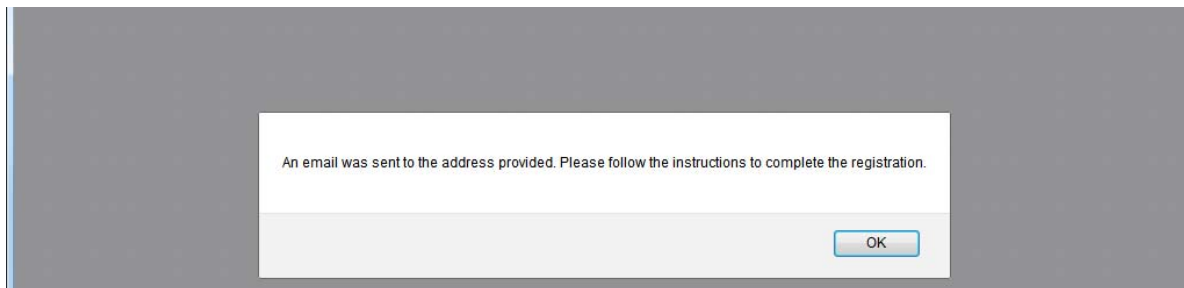 An email was sent to the address provided. Please follow the instructions to complete the registration.
OK